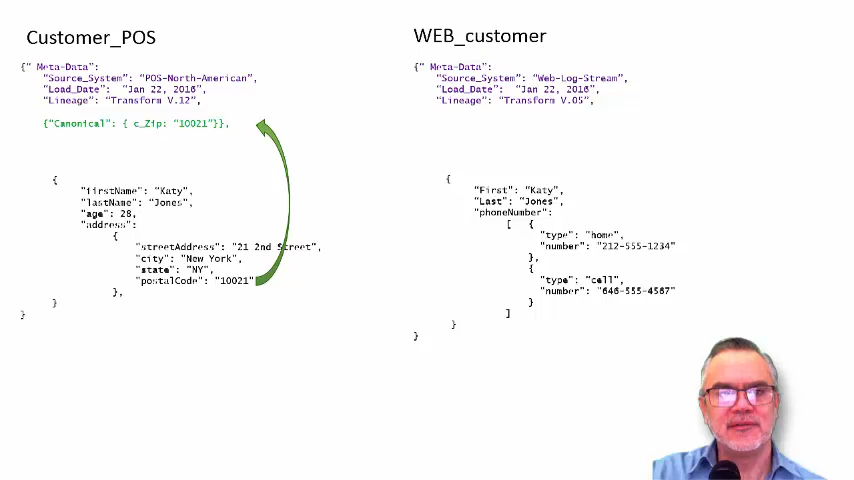 Customer_POS
{" Meta-Data":
"Source_System": "POS-North-American",
"Load_Date": "Jan 22, 2016",
"Lineage": "Transform V.12",
{"Canonical": { c_Zip: "10021"}},
{
"firstName": "Katy",
"lastName": "Jones",
"age": 28,
"address":
{
"streetAddress": "21 2nd Street",
"city": "New York",
"state": "NY",
"postalCode": "10021"
},
}
}
WEB_customer
{" Meta-Data":
"Source_System": "Web-Log-Stream",
"Load_Date": "Jan 22, 2016",
"Lineage": "Transform V.05",
{
"First": "Katy",
"Last": "Jones",
"phoneNumber":
[ {
"type": "home",
"number": "212-555-1234"
},
{
"type": "cell",
"number": "646-555-4567"
}
]
}
}